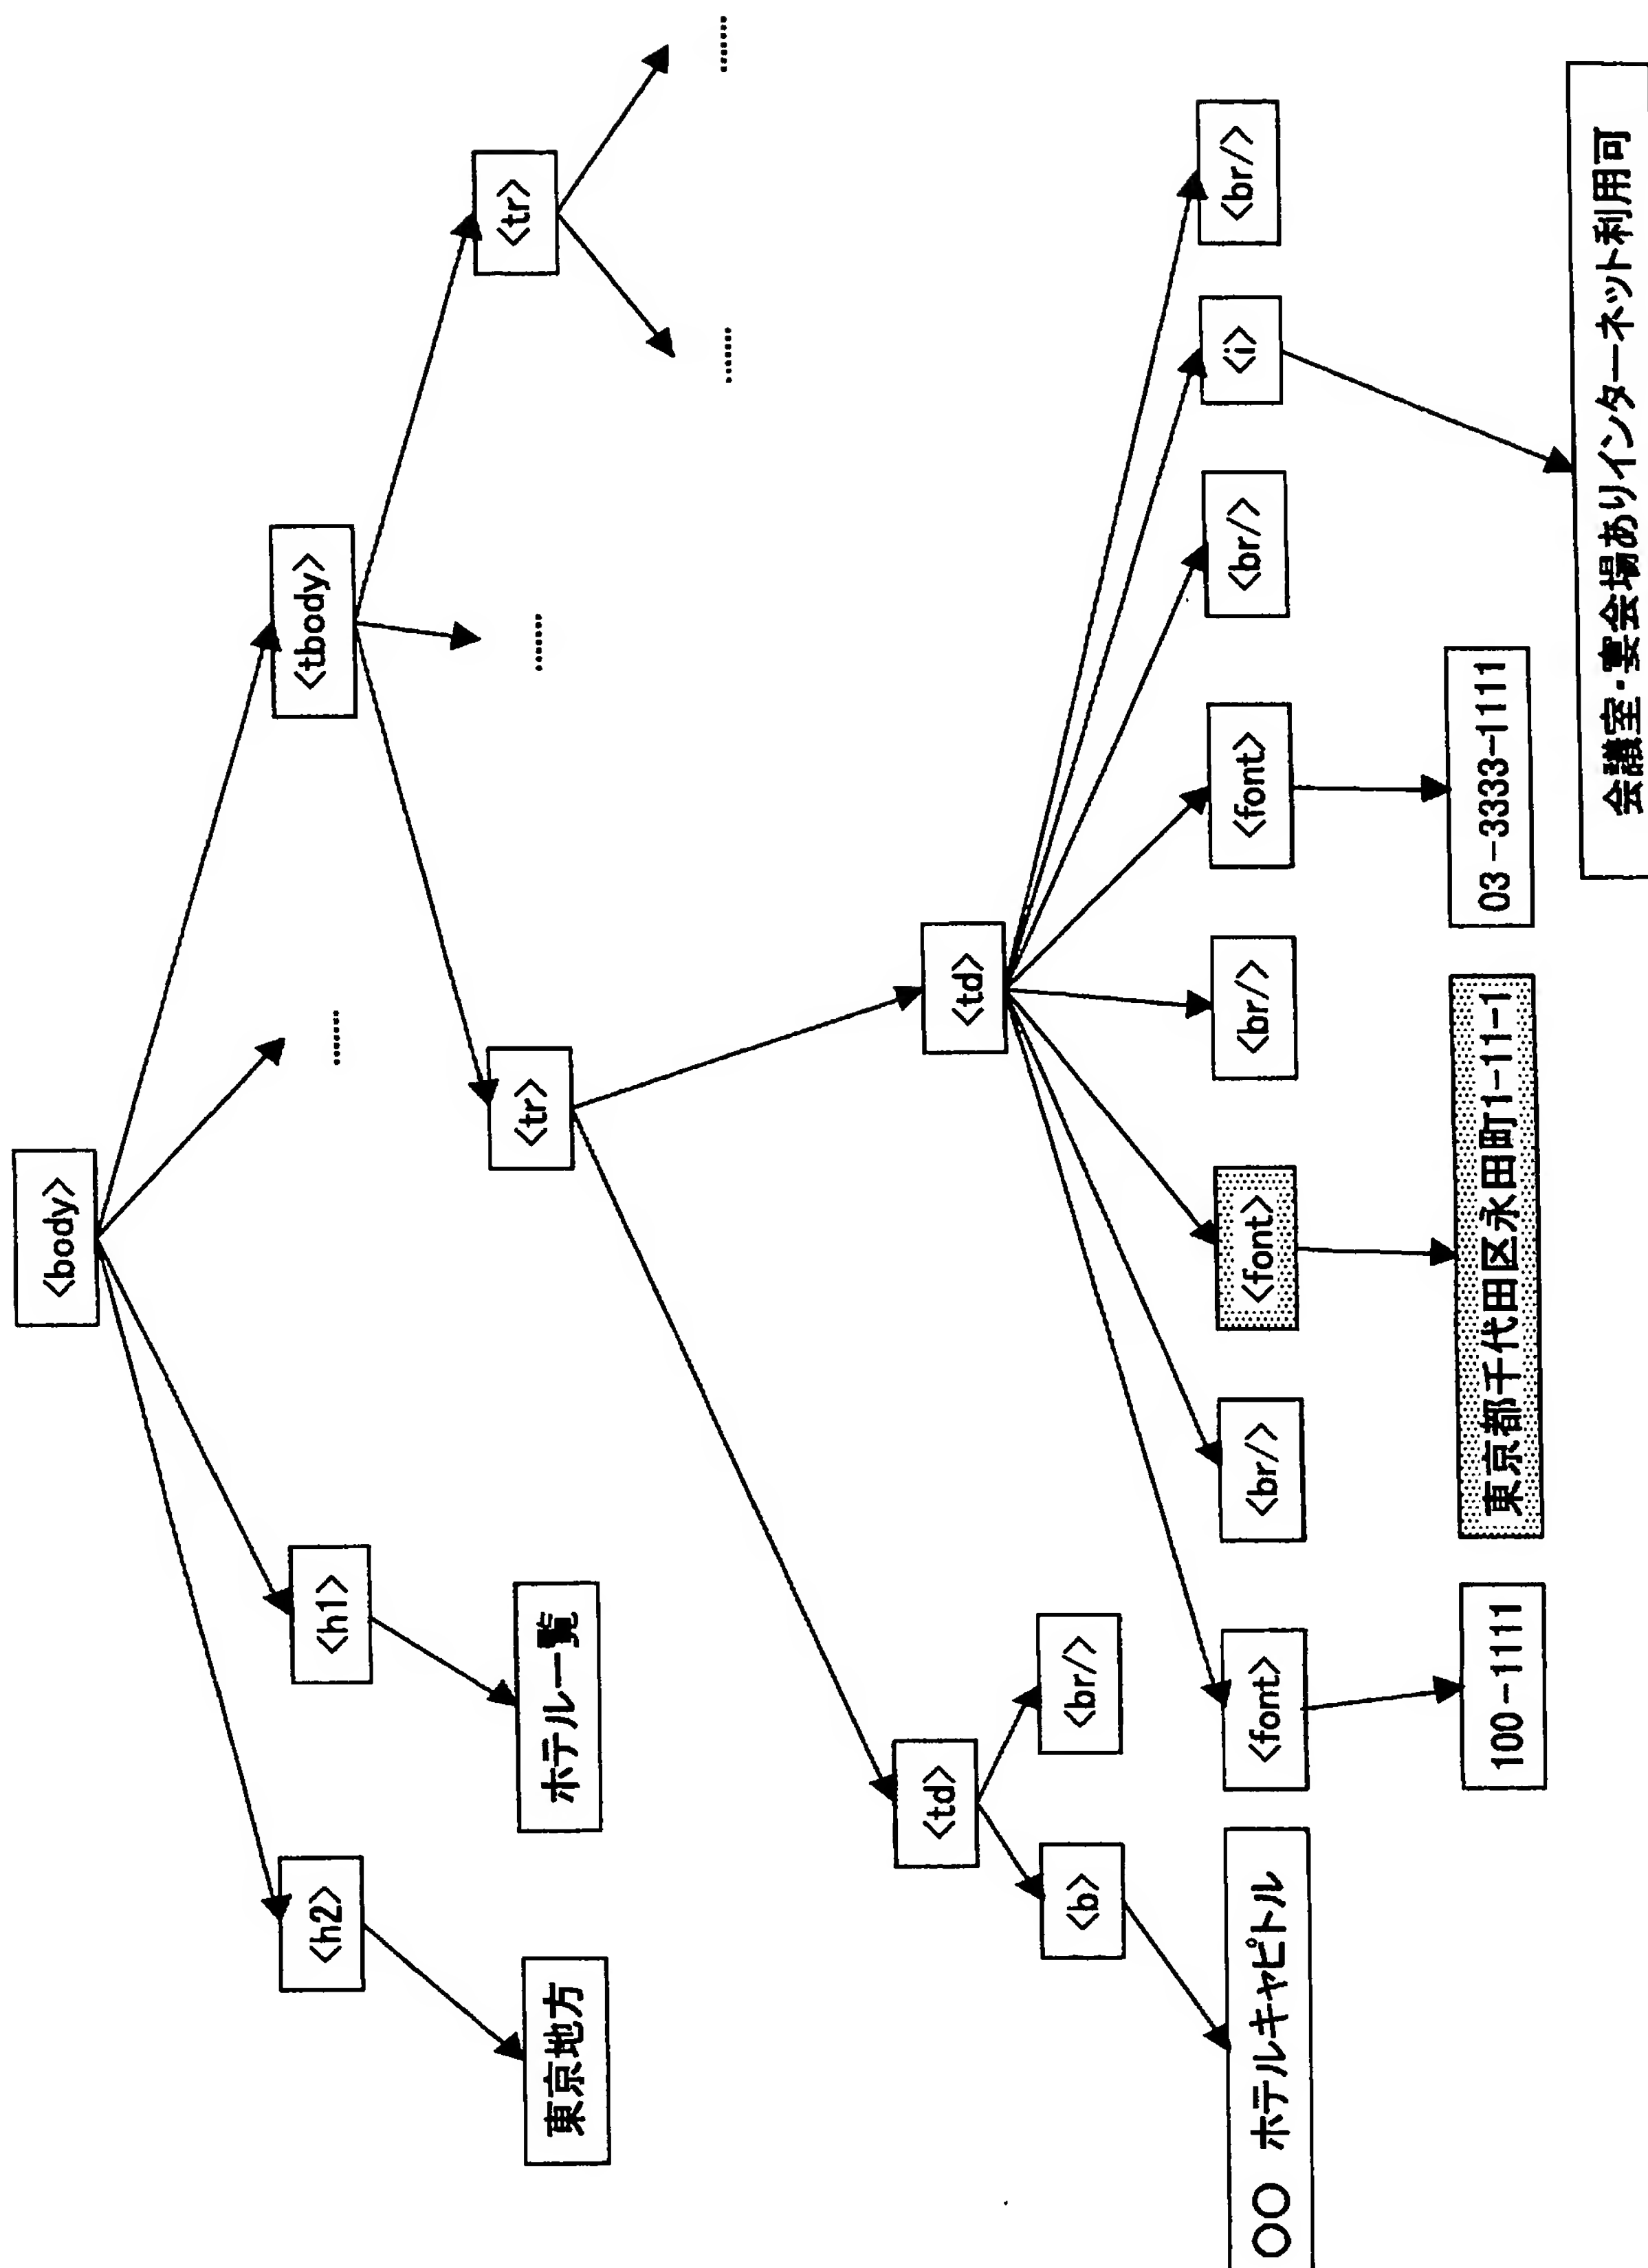 <body>
<h2>
<h1>
……
<tbody>
東京地方
ホテル一覧
<tr>
……
<tr>
……
……
<td>
<td>
<b>
<br/>
〇〇 ホテルキャピトル
<font>
<br/>
<font>
<br/>
<font>
<br/>
<i>
<br/>
100-1111
東京都千代田区永田町1-11-1
03-3333-1111
会議室・宴会場ありインターネット利用可